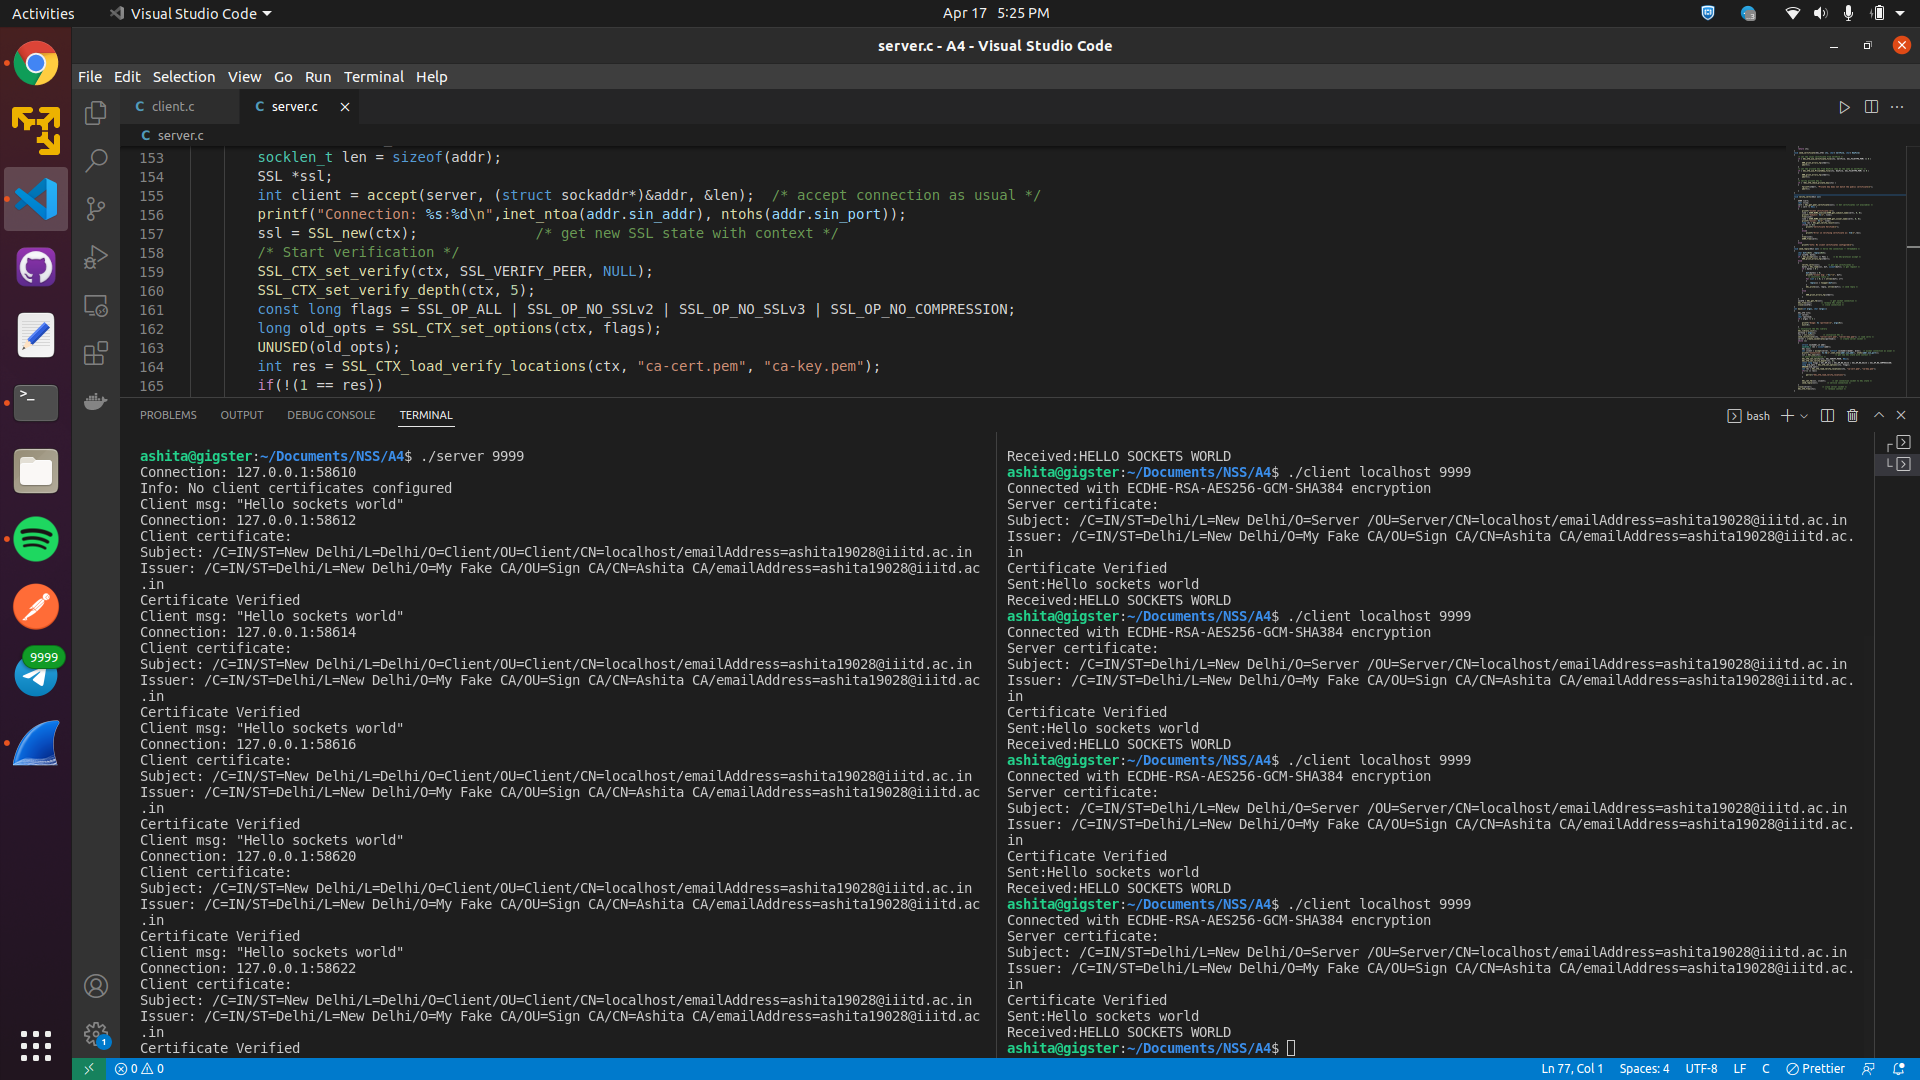 Activities
Visual Studio Code
Apr 17 5:25 PM
server.c - A4 - Visual Studio Code
File Edit Selection View Go Run Terminal Help
C client.c
C server.c
C server.c
153 socklen_t len = sizeof(addr);
154 SSL *ssl;
155 int client = accept(server, (struct sockaddr*)&addr, &len); /* accept connection as usual */
156 printf("Connection: %s:%d\n",inet_ntoa(addr.sin_addr), ntohs(addr.sin_port));
157 ssl = SSL_new(ctx); /* get new SSL state with context */
158 /* Start verification */
159 SSL_CTX_set_verify(ctx, SSL_VERIFY_PEER, NULL);
160 SSL_CTX_set_verify_depth(ctx, 5);
161 const long flags = SSL_OP_ALL | SSL_OP_NO_SSLv2 | SSL_OP_NO_SSLv3 | SSL_OP_NO_COMPRESSION;
162 long old_opts = SSL_CTX_set_options(ctx, flags);
163 UNUSED(old_opts);
164 int res = SSL_CTX_load_verify_locations(ctx, "ca-cert.pem", "ca-key.pem");
165 if(!(1 == res))
PROBLEMS OUTPUT DEBUG CONSOLE TERMINAL
bash
ashita@gigster:~/Documents/NSS/A4$ ./server 9999
Connection: 127.0.0.1:58610
Info: No client certificates configured
Client msg: "Hello sockets world"
Connection: 127.0.0.1:58612
Client certificate:
Subject: /C=IN/ST=New Delhi/L=Delhi/O=Client/OU=Client/CN=localhost/emailAddress=ashita19028@iiitd.ac.in
Issuer: /C=IN/ST=Delhi/L=New Delhi/O=My Fake CA/OU=Sign CA/CN=Ashita CA/emailAddress=ashita19028@iiitd.ac
.in
Certificate Verified
Client msg: "Hello sockets world"
Connection: 127.0.0.1:58614
Client certificate:
Subject: /C=IN/ST=New Delhi/L=Delhi/O=Client/OU=Client/CN=localhost/emailAddress=ashita19028@iiitd.ac.in
Issuer: /C=IN/ST=Delhi/L=New Delhi/O=My Fake CA/OU=Sign CA/CN=Ashita CA/emailAddress=ashita19028@iiitd.ac
.in
Certificate Verified
Client msg: "Hello sockets world"
Connection: 127.0.0.1:58616
Client certificate:
Subject: /C=IN/ST=New Delhi/L=Delhi/O=Client/OU=Client/CN=localhost/emailAddress=ashita19028@iiitd.ac.in
Issuer: /C=IN/ST=Delhi/L=New Delhi/O=My Fake CA/OU=Sign CA/CN=Ashita CA/emailAddress=ashita19028@iiitd.ac
.in
Certificate Verified
Client msg: "Hello sockets world"
Connection: 127.0.0.1:58620
Client certificate:
Subject: /C=IN/ST=New Delhi/L=Delhi/O=Client/OU=Client/CN=localhost/emailAddress=ashita19028@iiitd.ac.in
Issuer: /C=IN/ST=Delhi/L=New Delhi/O=My Fake CA/OU=Sign CA/CN=Ashita CA/emailAddress=ashita19028@iiitd.ac
.in
Certificate Verified
Client msg: "Hello sockets world"
Connection: 127.0.0.1:58622
Client certificate:
Subject: /C=IN/ST=New Delhi/L=Delhi/O=Client/OU=Client/CN=localhost/emailAddress=ashita19028@iiitd.ac.in
Issuer: /C=IN/ST=Delhi/L=New Delhi/O=My Fake CA/OU=Sign CA/CN=Ashita CA/emailAddress=ashita19028@iiitd.ac
.in
Certificate Verified
Received:HELLO SOCKETS WORLD
ashita@gigster:~/Documents/NSS/A4$ ./client localhost 9999
Connected with ECDHE-RSA-AES256-GCM-SHA384 encryption
Server certificate:
Subject: /C=IN/ST=Delhi/L=New Delhi/O=Server /OU=Server/CN=localhost/emailAddress=ashita19028@iiitd.ac.in
Issuer: /C=IN/ST=Delhi/L=New Delhi/O=My Fake CA/OU=Sign CA/CN=Ashita CA/emailAddress=ashita19028@iiitd.ac.
in
Certificate Verified
Sent:Hello sockets world
Received:HELLO SOCKETS WORLD
ashita@gigster:~/Documents/NSS/A4$ ./client localhost 9999
Connected with ECDHE-RSA-AES256-GCM-SHA384 encryption
Server certificate:
Subject: /C=IN/ST=Delhi/L=New Delhi/O=Server /OU=Server/CN=localhost/emailAddress=ashita19028@iiitd.ac.in
Issuer: /C=IN/ST=Delhi/L=New Delhi/O=My Fake CA/OU=Sign CA/CN=Ashita CA/emailAddress=ashita19028@iiitd.ac.
in
Certificate Verified
Sent:Hello sockets world
Received:HELLO SOCKETS WORLD
ashita@gigster:~/Documents/NSS/A4$ ./client localhost 9999
Connected with ECDHE-RSA-AES256-GCM-SHA384 encryption
Server certificate:
Subject: /C=IN/ST=Delhi/L=New Delhi/O=Server /OU=Server/CN=localhost/emailAddress=ashita19028@iiitd.ac.in
Issuer: /C=IN/ST=Delhi/L=New Delhi/O=My Fake CA/OU=Sign CA/CN=Ashita CA/emailAddress=ashita19028@iiitd.ac.
in
Certificate Verified
Sent:Hello sockets world
Received:HELLO SOCKETS WORLD
ashita@gigster:~/Documents/NSS/A4$ ./client localhost 9999
Connected with ECDHE-RSA-AES256-GCM-SHA384 encryption
Server certificate:
Subject: /C=IN/ST=Delhi/L=New Delhi/O=Server /OU=Server/CN=localhost/emailAddress=ashita19028@iiitd.ac.in
Issuer: /C=IN/ST=Delhi/L=New Delhi/O=My Fake CA/OU=Sign CA/CN=Ashita CA/emailAddress=ashita19028@iiitd.ac.
in
Certificate Verified
Sent:Hello sockets world
Received:HELLO SOCKETS WORLD
ashita@gigster:~/Documents/NSS/A4$
9999
1
0 0
Ln 77, Col 1 Spaces: 4 UTF-8 LF C Prettier